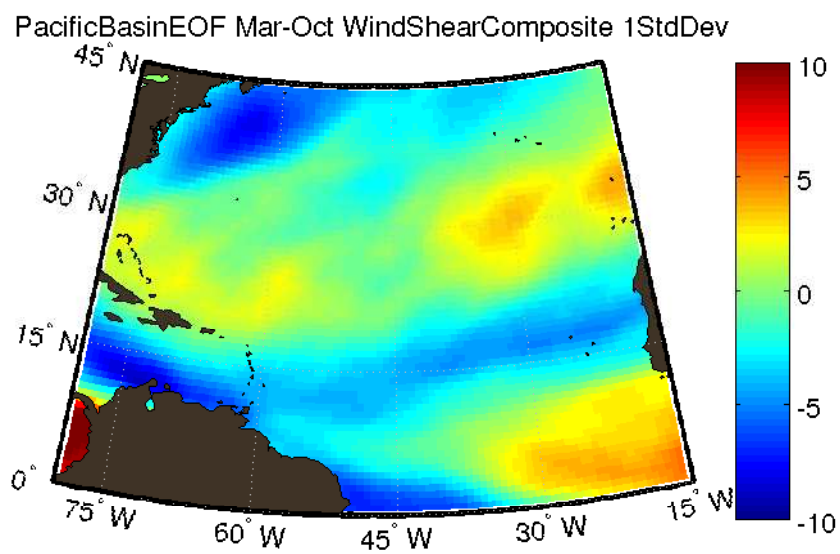 PacificBasinEOF Mar-Oct WindShearComposite 1StdDev
45° N
30° N
15° N
0°
75° W
60° W
45° W
30° W
15° W
10
5
0
-5
-10